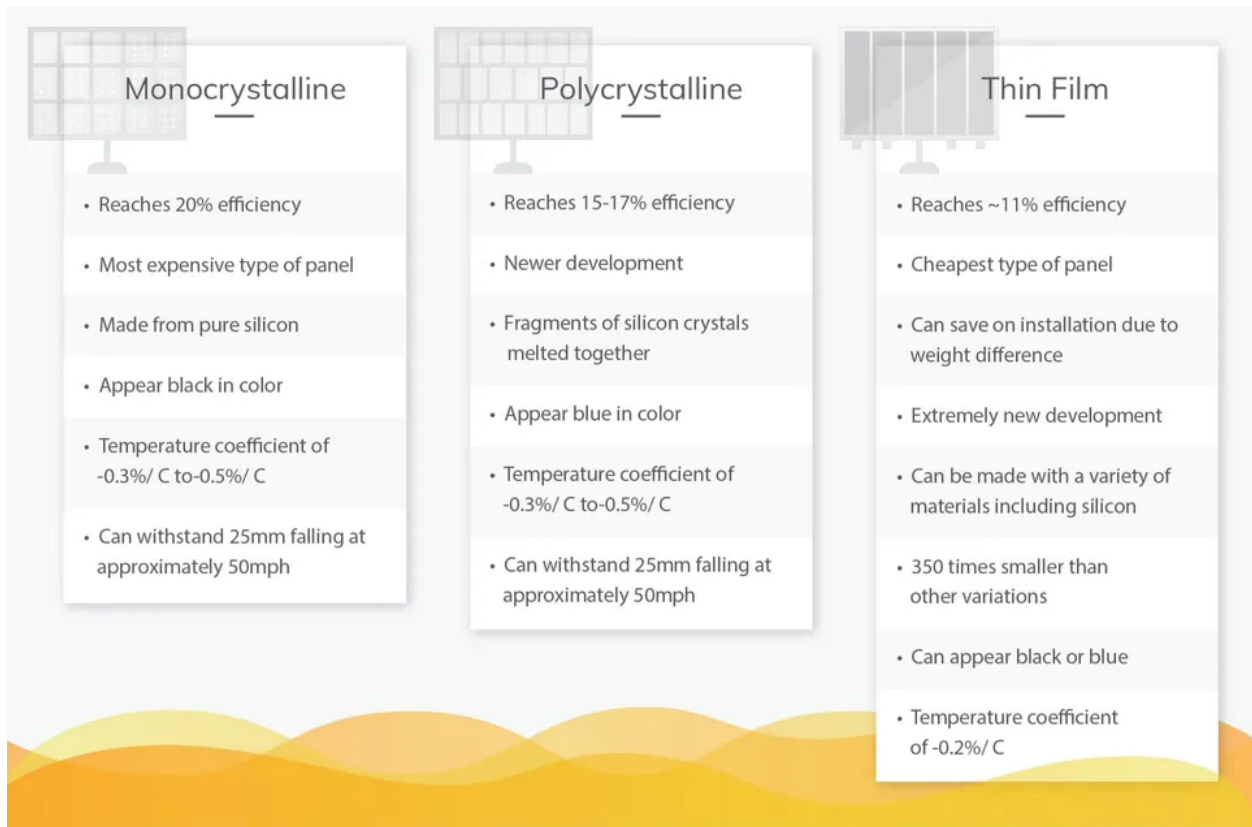 Monocrystalline
• Reaches 20% efficiency
• Most expensive type of panel
• Made from pure silicon
• Appear black in color
• Temperature coefficient of
-0.3%/ C to-0.5%/ C
• Can withstand 25mm falling at
approximately 50mph
Polycrystalline
• Reaches 15-17% efficiency
• Newer development
• Fragments of silicon crystals
melted together
• Appear blue in color
• Temperature coefficient of
-0.3%/ C to-0.5%/ C
• Can withstand 25mm falling at
approximately 50mph
Thin Film
• Reaches ~11% efficiency
• Cheapest type of panel
• Can save on installation due to
weight difference
• Extremely new development
• Can be made with a variety of
materials including silicon
• 350 times smaller than
other variations
• Can appear black or blue
• Temperature coefficient
of -0.2%/ C